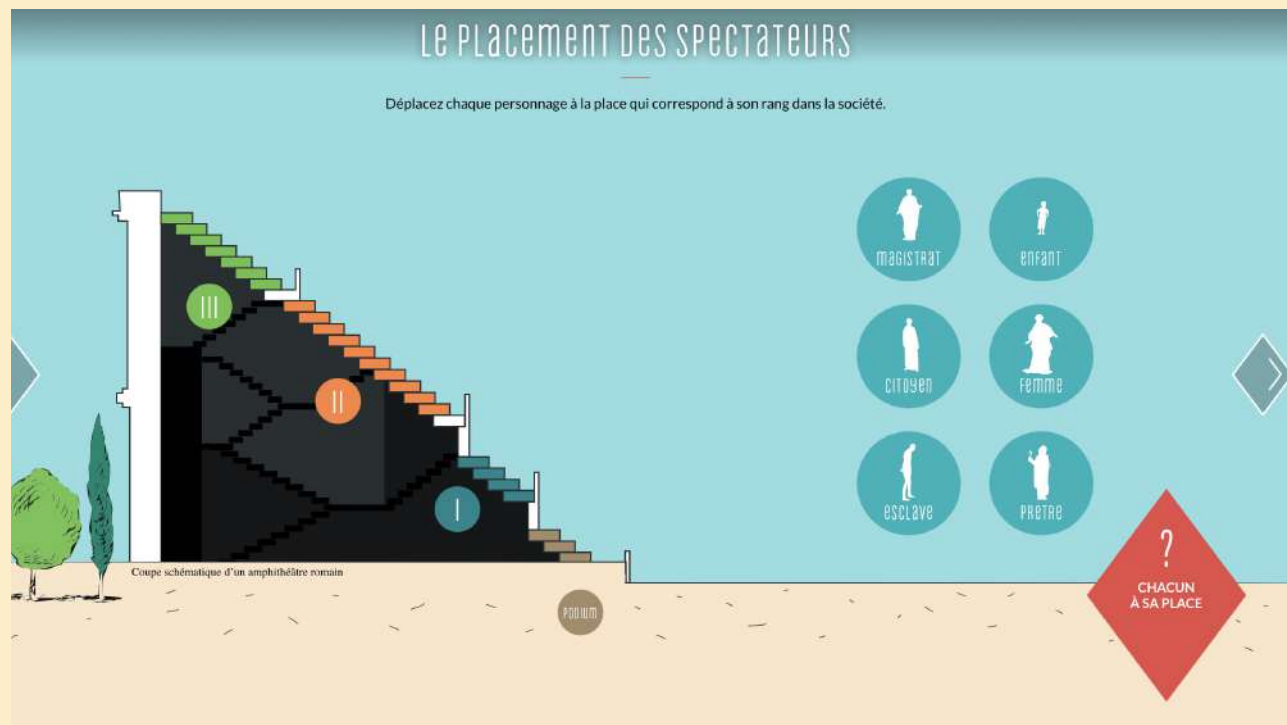 LE PLACEMENT DES SPECTATEURS
Déplacez chaque personnage à la place qui correspond à son rang dans la société.
MAGISTRAT
ENFANT
III
CITOYEN
FEMME
II
ESCLAVE
PRETRE
I
?
CHACUN
À SA PLACE
Coupe schématique d'un amphithéâtre romain
PODIUM